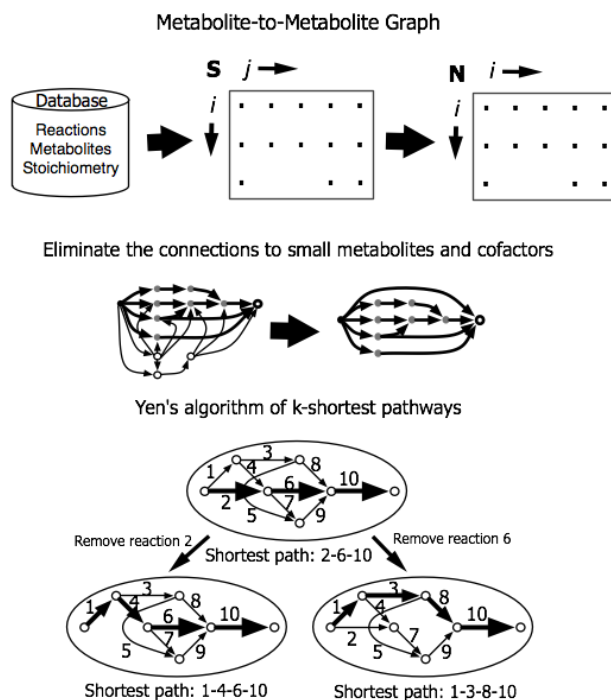 Metabolite-to-Metabolite Graph
S j
N i
Database
i
i
Reactions
Metabolites
Stoichiometry
Eliminate the connections to small metabolites and cofactors
Yen's algorithm of k-shortest pathways
3
1 4 8
2 6 10
7
5 9
Remove reaction 2
Shortest path: 2-6-10
Remove reaction 6
3
1 4 8
6 10
7
5 9
3
1 4 8
10
2 7
5 9
Shortest path: 1-4-6-10
Shortest path: 1-3-8-10